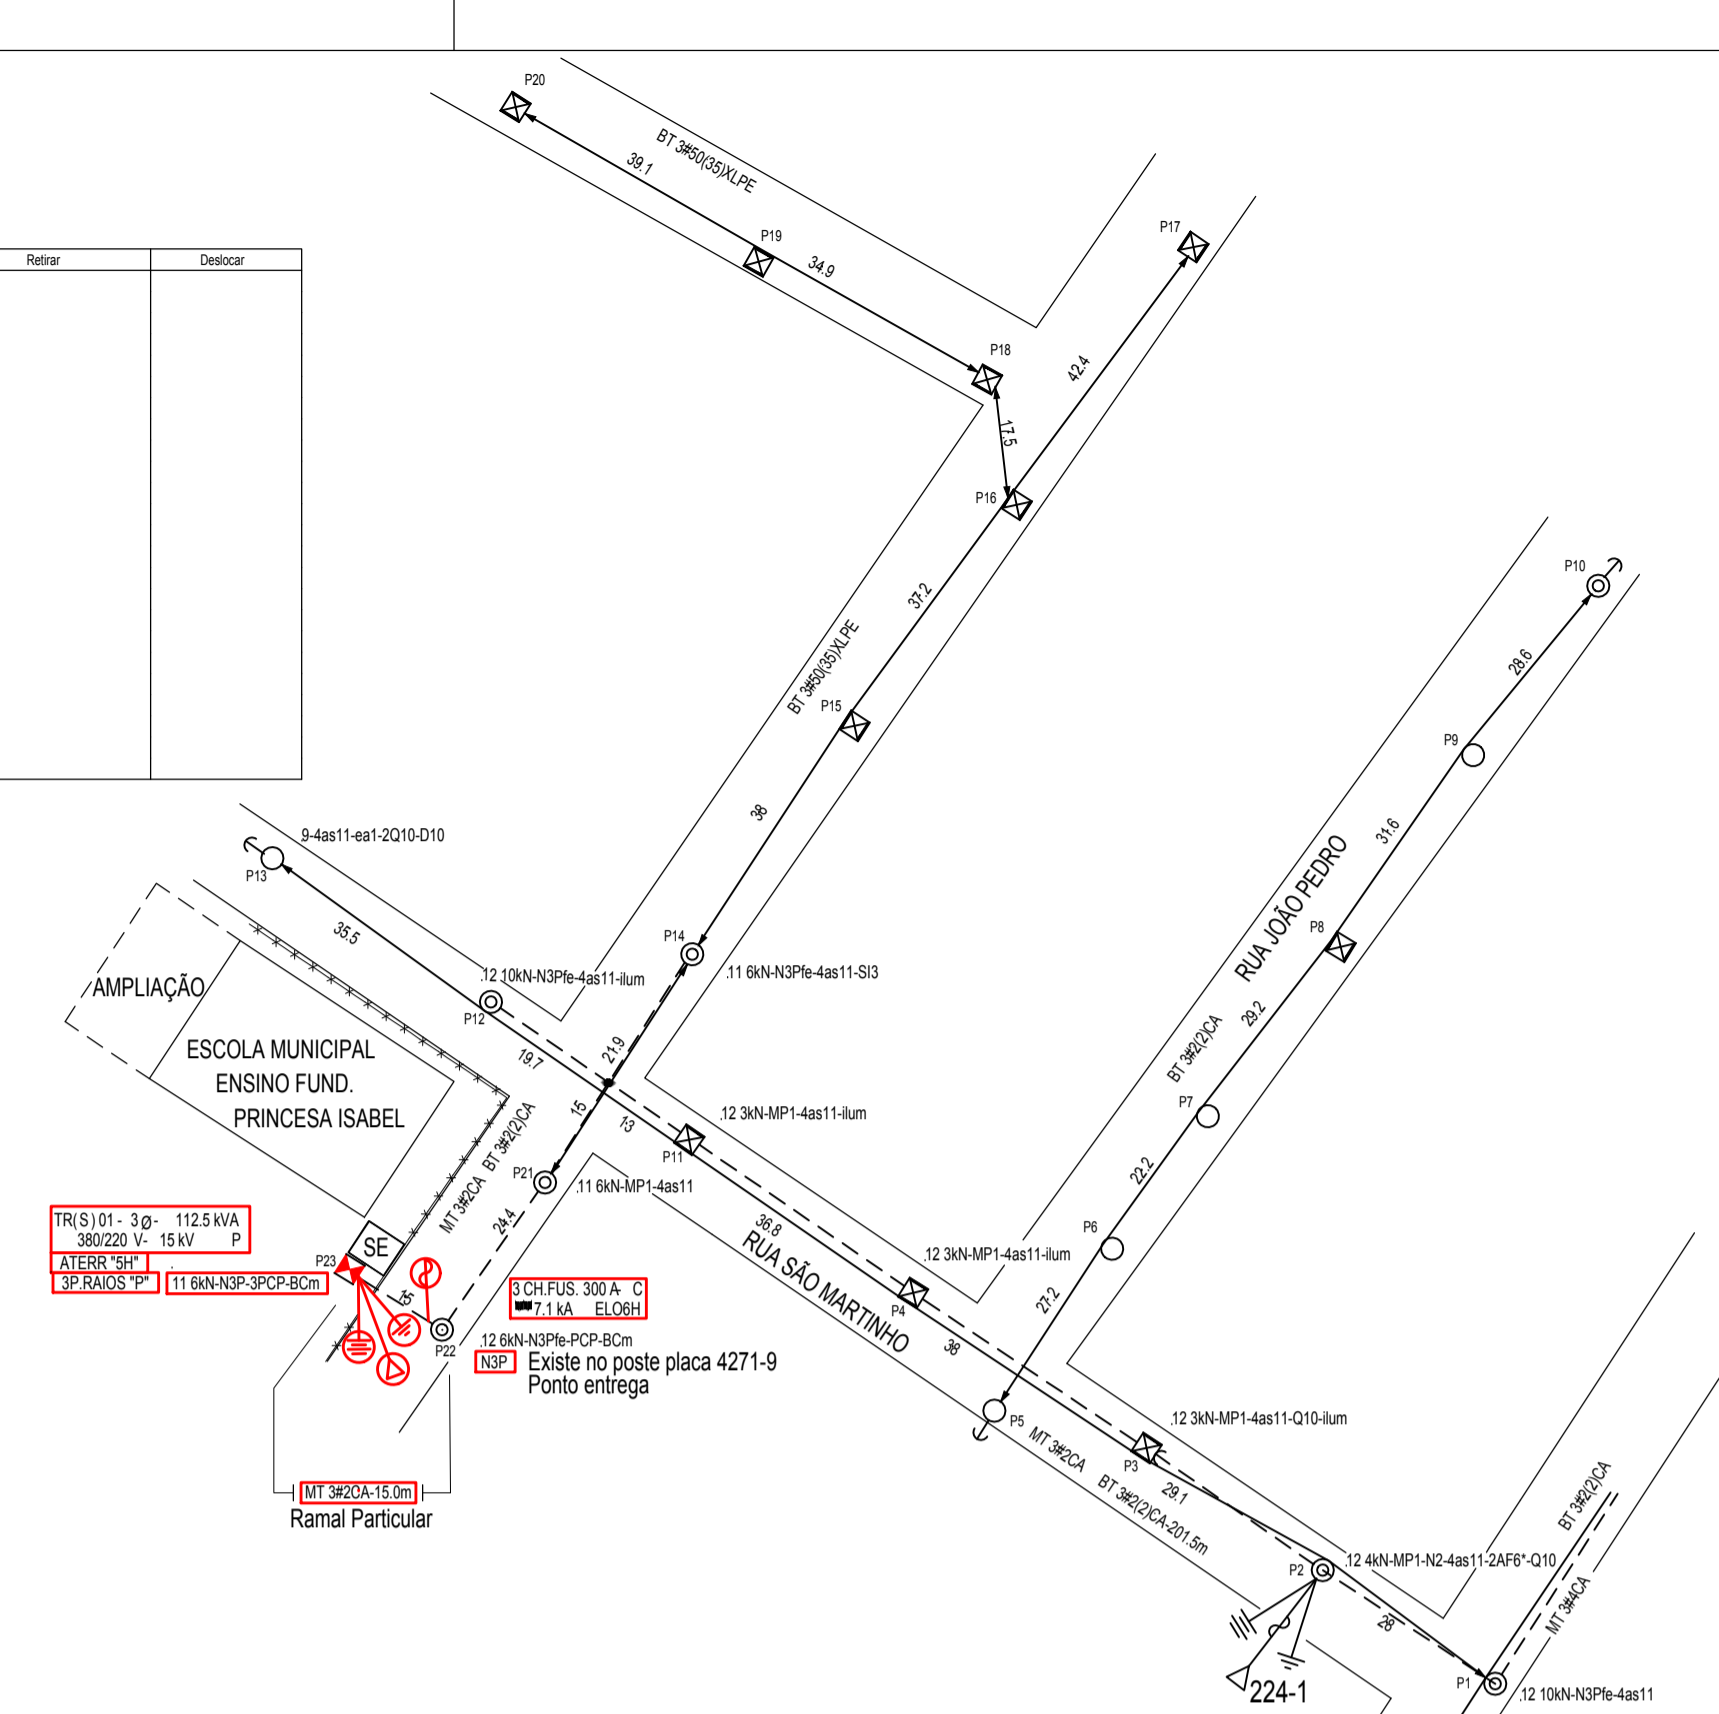 P20
BT 3#50(35)XLPE
39.1
P19
34.9
P17
Retirar
Deslocar
P18
42.4
17.5
P16
37.2
BT 3#50(35)XLPE
P15
38
P10
28.6
P9
31.6
RUA JOÃO PEDRO
P8
29.2
BT 3#2(2)CA
P7
22.2
P6
27.2
P5
.9-4as11-ea1-2Q10-D10
P13
35.5
P14
.12 10kN-N3Pfe-4as11-ilum
.11 6kN-N3Pfe-4as11-SI3
P12
19.7
21.9
AMPLIAÇÃO
ESCOLA MUNICIPAL
ENSINO FUND.
PRINCESA ISABEL
15
13
.12 3kN-MP1-4as11-ilum
P11
MT 3#2CA BT 3#2(2)CA
P21
.11 6kN-MP1-4as11
24.4
36.8
RUA SÃO MARTINHO
.12 3kN-MP1-4as11-ilum
P4
38
TR(S) 01 - 3ø- 112.5 kVA
380/220 V- 15 kV P
ATERR "5H"
3P.RAIOS "P"
11 6kN-N3P-3PCP-BCm
P23
SE
15
P22
3 CH.FUS. 300 A- C
7.1 kA ELO6H
.12 6kN-N3Pfe-PCP-BCm
N3P
Existe no poste placa 4271-9
Ponto entrega
MT 3#2CA-15.0m
Ramal Particular
.12 3kN-MP1-4as11-Q10-ilum
P3
29.1
MT 3#2CA BT 3#2(2)CA-201.5m
.12 4kN-MP1-N2-4as11-2AF6*-Q10
P2
28
224-1
BT 3#2(2)CA
MT 3#4CA
P1
.12 10kN-N3Pfe-4as11